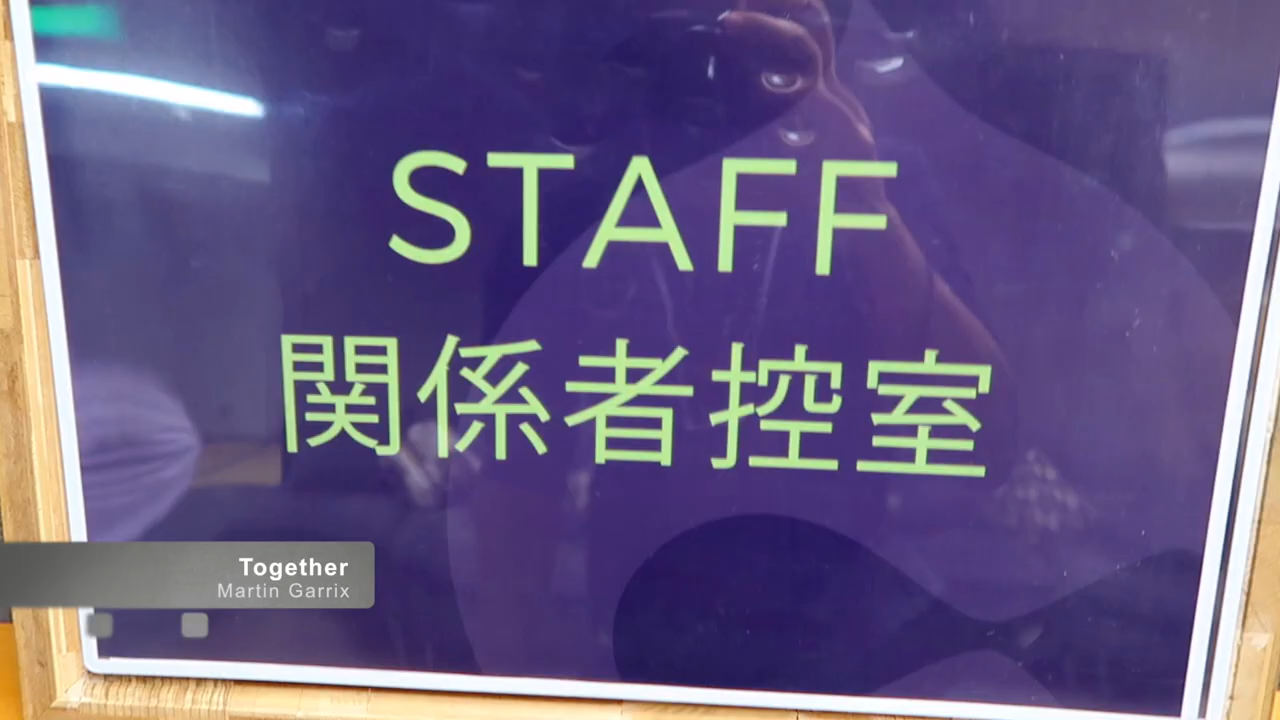 STAFF
関係者控室
Together
Martin Garrix